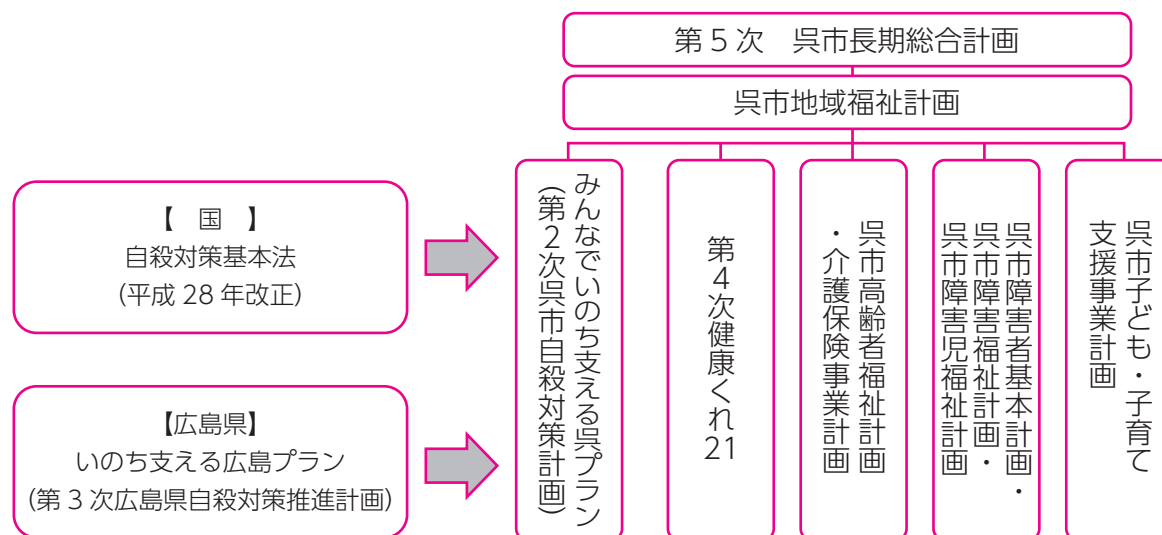 第5次　呉市長期総合計画
呉市地域福祉計画
【　国　】
自殺対策基本法
(平成 28 年改正)
【広島県】
いのち支える広島プラン
(第 3 次広島県自殺対策推進計画)
みんなでいのち支える呉プラン
(第2次呉市自殺対策計画)
第4次健康くれ21
呉市高齢者福祉計画
・介護保険事業計画
呉市障害者基本計画・
呉市障害福祉計画・
呉市障害児福祉計画
呉市子ども・子育て
支援事業計画